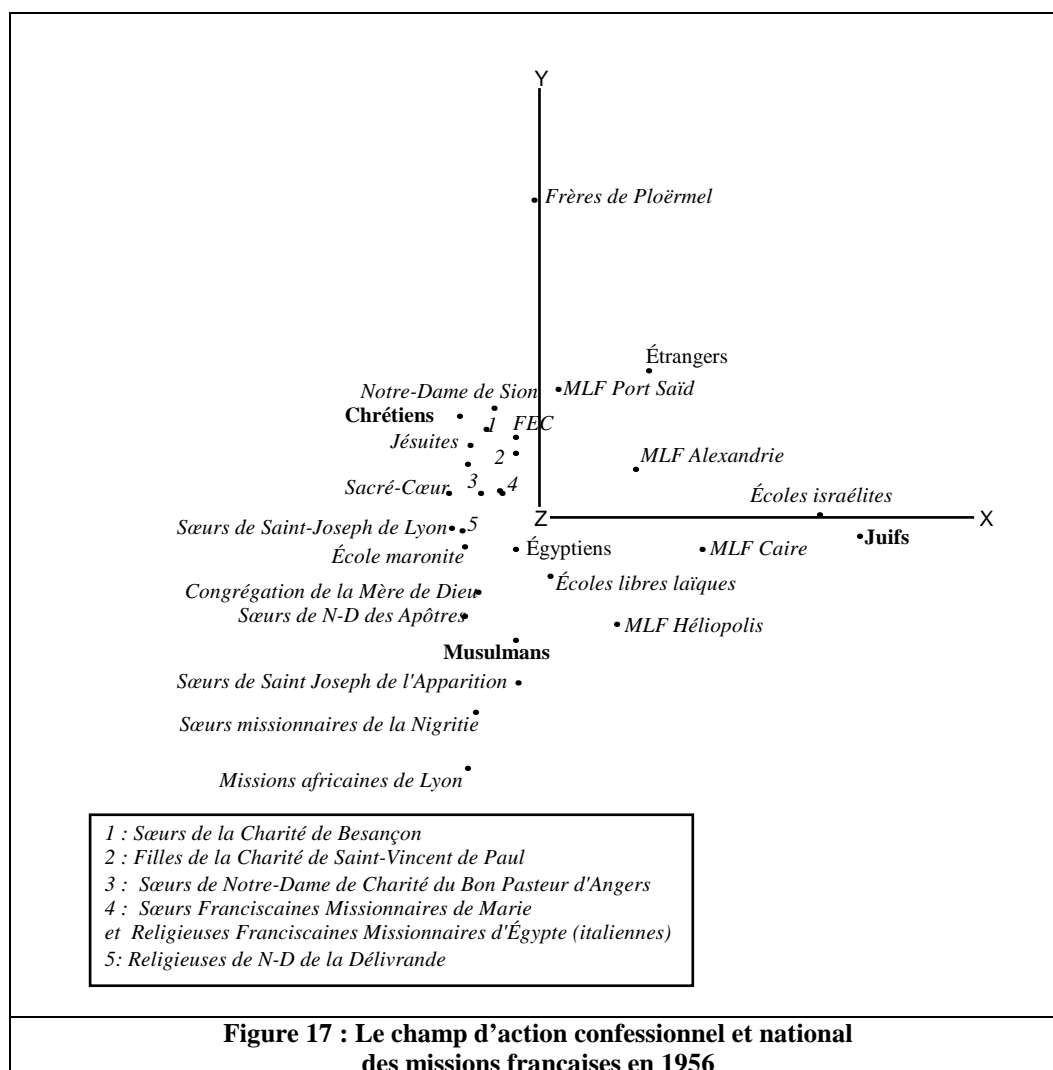 Y
Frères de Ploërmel
Étrangers
Notre-Dame de Sion
MLF Port Saïd
Chrétiens
1
FEC
Jésuites
2
MLF Alexandrie
Sacré-Cœur
3
4
Écoles israélites
Z
X
Sœurs de Saint-Joseph de Lyon
5
Juifs
École maronite
Égyptiens
MLF Caire
Écoles libres laïques
Congrégation de la Mère de Dieu
Sœurs de N-D des Apôtres
MLF Héliopolis
Musulmans
Sœurs de Saint Joseph de l'Apparition
Sœurs missionnaires de la Nigritie
Missions africaines de Lyon
1 : Sœurs de la Charité de Besançon
2 : Filles de la Charité de Saint-Vincent de Paul
3 : Sœurs de Notre-Dame de Charité du Bon Pasteur d'Angers
4 : Sœurs Franciscaines Missionnaires de Marie
et Religieuses Franciscaines Missionnaires d'Égypte (italiennes)
5: Religieuses de N-D de la Délivrande
Figure 17 : Le champ d’action confessionnel et national
des missions françaises en 1956